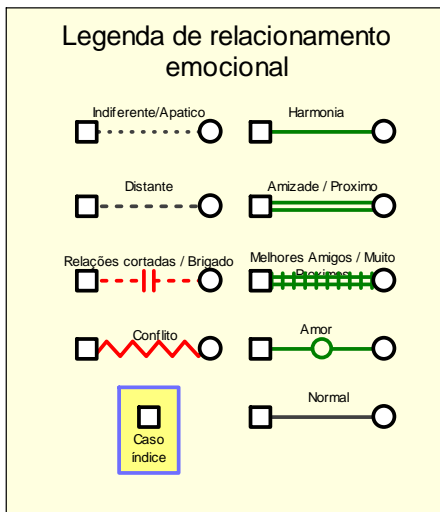 Legenda de relacionamento
emocional
Indiferente/Apatico
Harmonia
Distante
Amizade / Proximo
Relações cortadas / Brigado
Melhores Amigos / Muito
Proximos
Conflito
Amor
Caso
índice
Normal